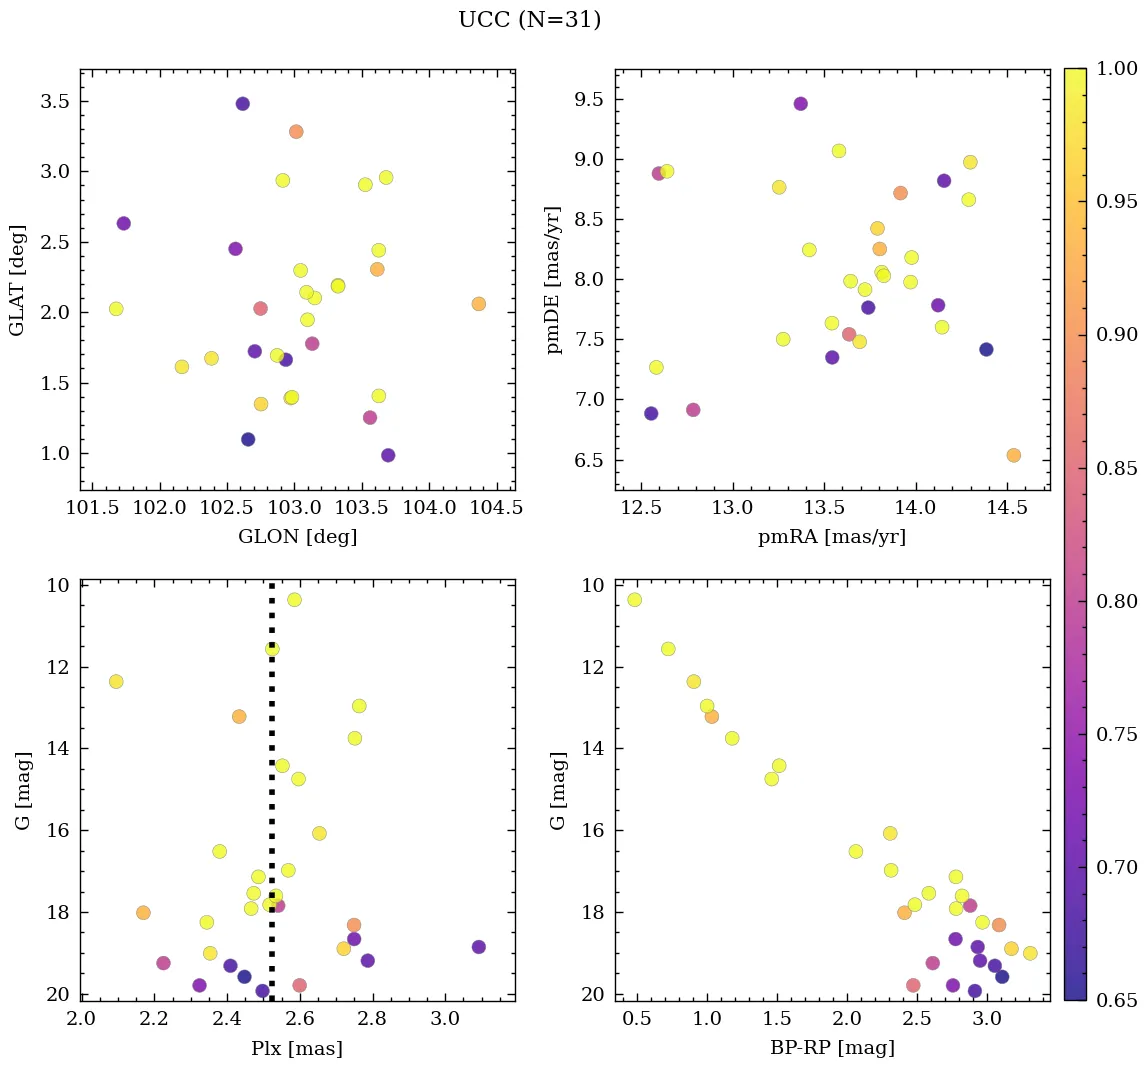 UCC (N=31)
3.5
3.0
2.5
2.0
1.5
1.0
GLAT [deg]
101.5 102.0 102.5 103.0 103.5 104.0 104.5
GLON [deg]
9.5
9.0
8.5
8.0
7.5
7.0
6.5
pmDE [mas/yr]
12.5 13.0 13.5 14.0 14.5
pmRA [mas/yr]
10
12
14
16
18
20
G [mag]
2.0 2.2 2.4 2.6 2.8 3.0
Plx [mas]
10
12
14
16
18
20
G [mag]
0.5 1.0 1.5 2.0 2.5 3.0
BP-RP [mag]
1.00
0.95
0.90
0.85
0.80
0.75
0.70
0.65